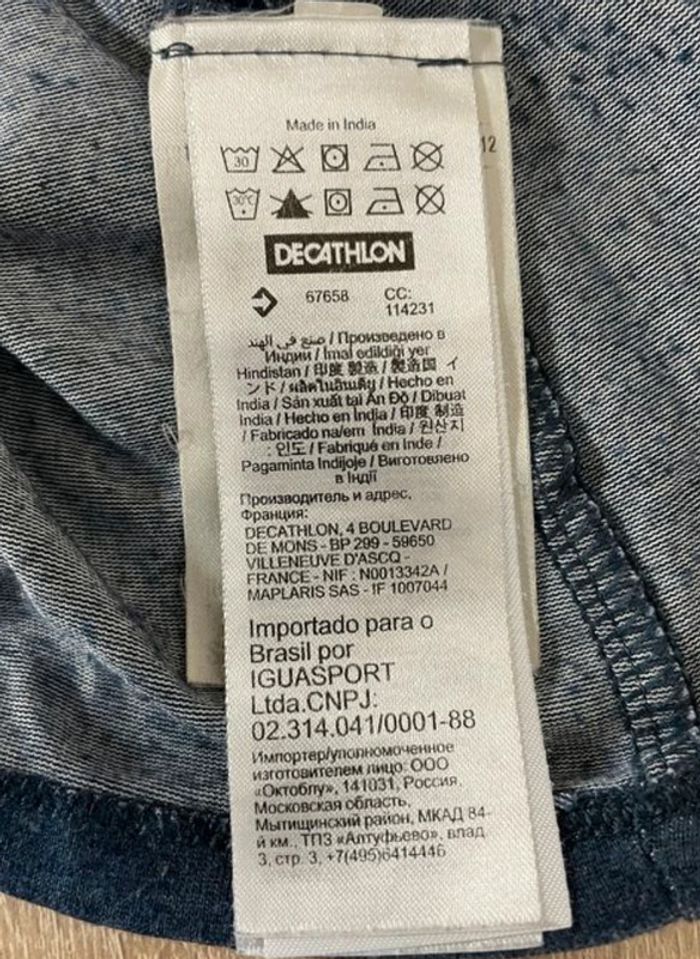 Made in India
12
30
30°C
DECATHLON
67658 CC:
114231
صنع في الهند / Произведено в
Индии / İmal edildiği yer
Hindistan / 印度 製造 / 製造国 イ
ンド / ผลิตในอินเดีย / Hecho en
India / Sản xuất tại Ấn Độ / Dibuat
India / Hecho en India / 印度 制造
/ Fabricado na/em India / 원산지
: 인도 / Fabriqué en Inde /
Pagaminta Indijoje / Виготовлено
в Індії
Производитель и адрес,
Франция:
DECATHLON, 4 BOULEVARD
DE MONS - BP 299 - 59650
VILLENEUVE D'ASCQ -
FRANCE - NIF : N0013342A /
MAPLARIS SAS - IF 1007044
Importado para o
Brasil por
IGUASPORT
Ltda.CNPJ:
02.314.041/0001-88
Импортер/уполномоченное
изготовителем лицо: ООО
«Октоблу», 141031, Россия,
Московская область,
Мытищинский район, МКАД 84-
й км., ТПЗ «Алтуфьево», влад.
3, стр. 3, +7(495)6414446